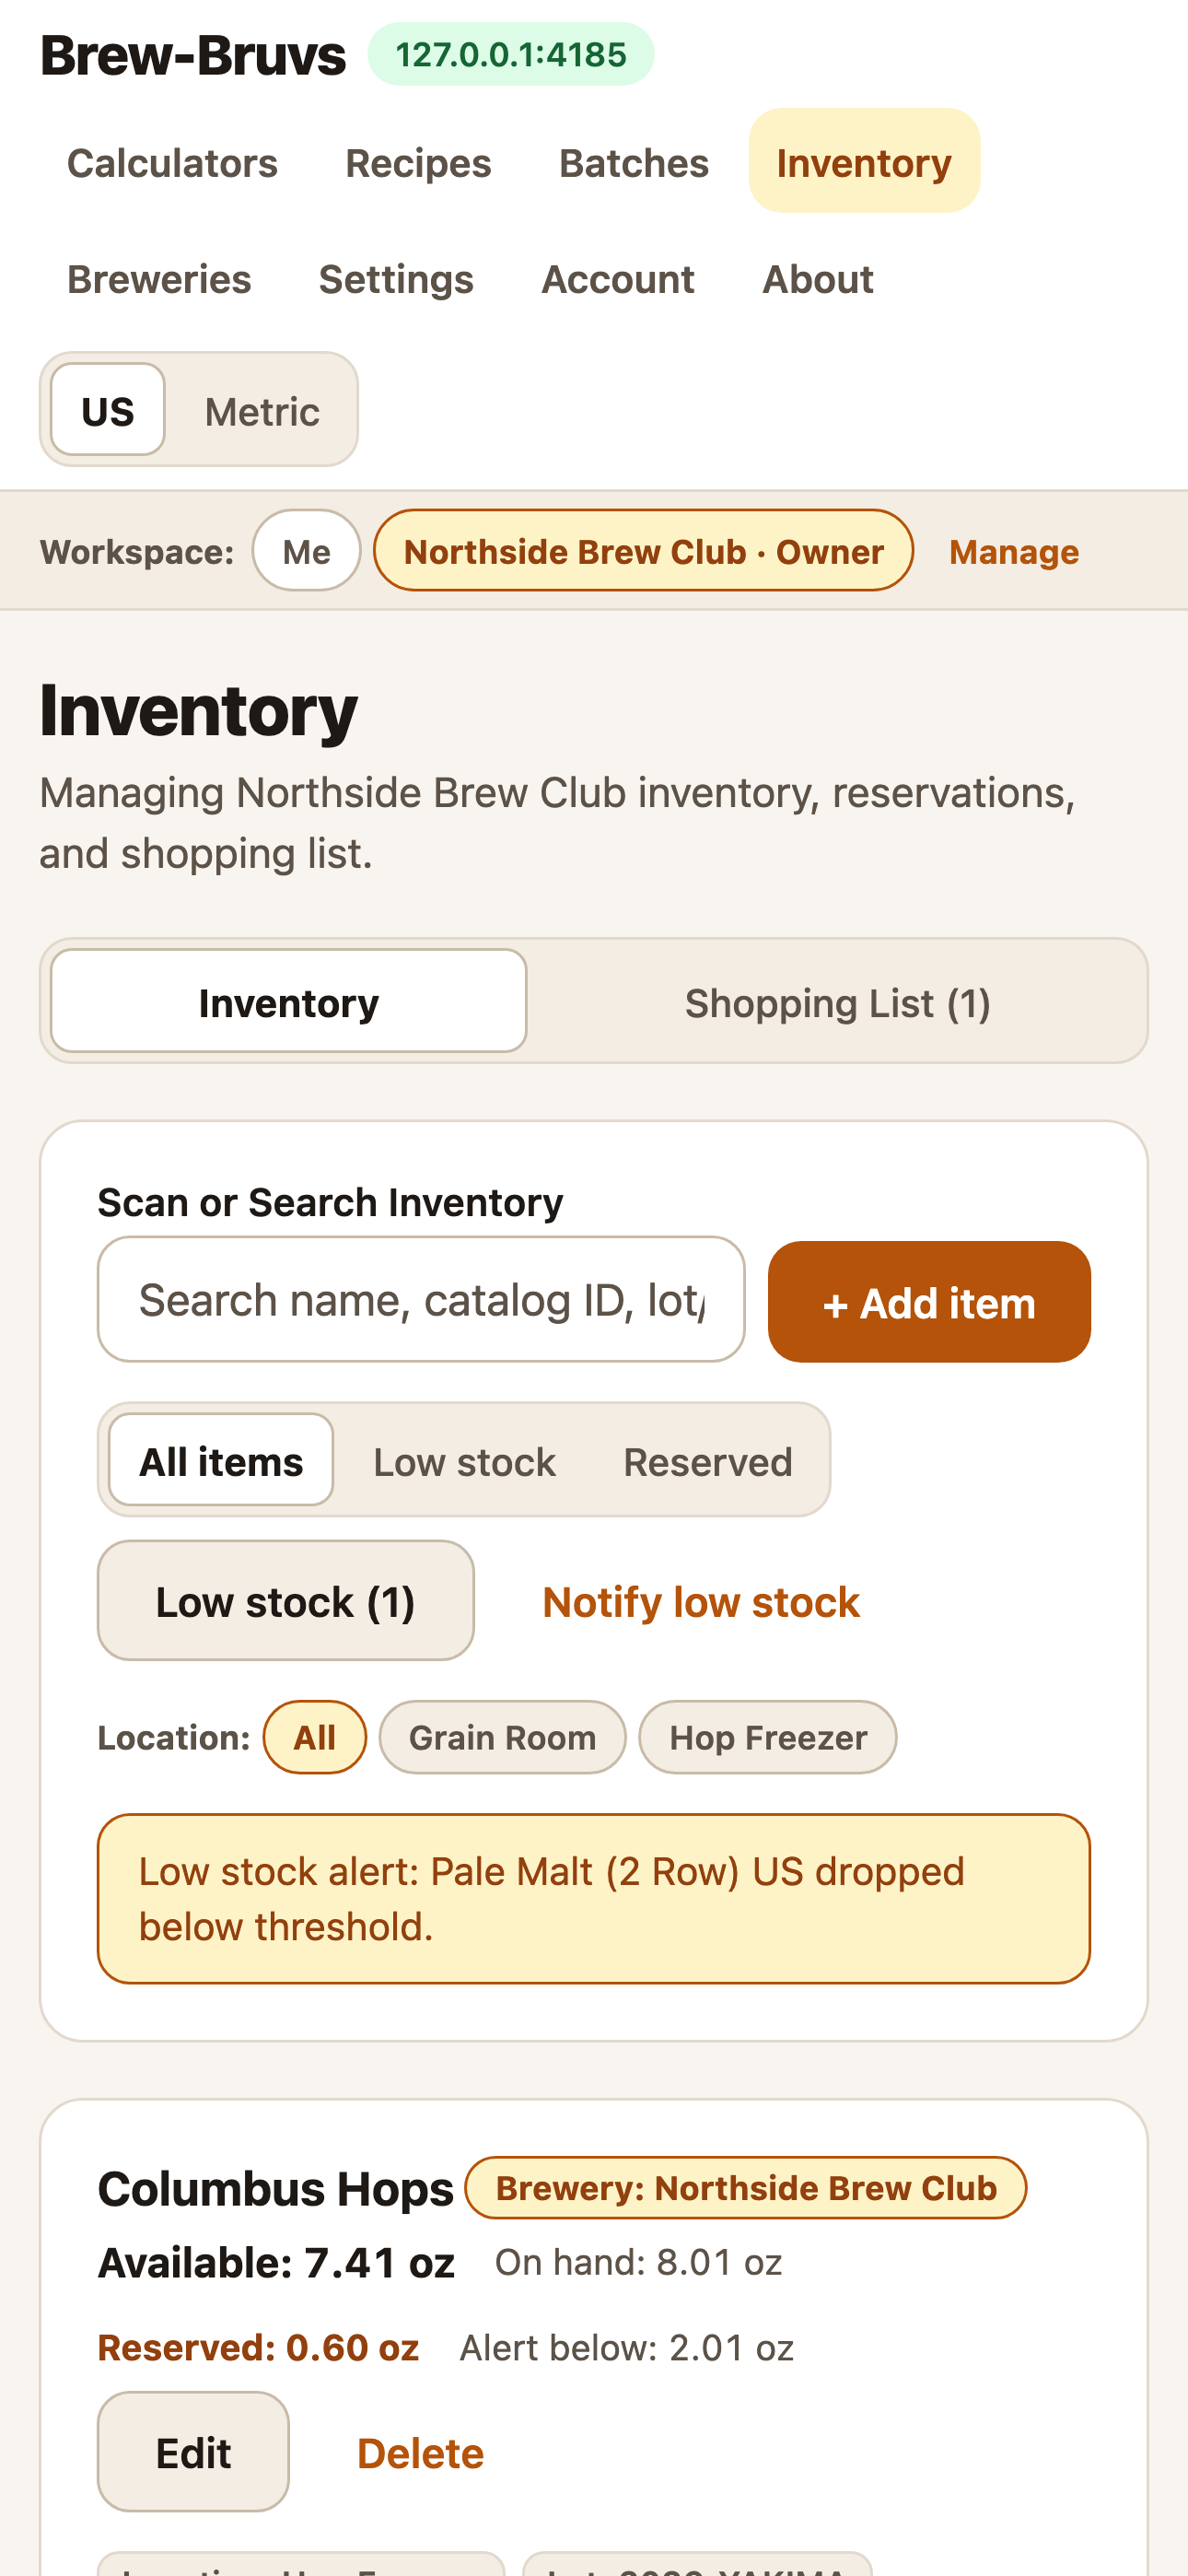 Brew-Bruvs 127.0.0.1:4185
Calculators Recipes Batches Inventory
Breweries Settings Account About
US Metric
Workspace: Me Northside Brew Club · Owner Manage
Inventory
Managing Northside Brew Club inventory, reservations,
and shopping list.
Inventory Shopping List (1)
Scan or Search Inventory
Search name, catalog ID, lot/ + Add item
All items Low stock Reserved
Low stock (1) Notify low stock
Location: All Grain Room Hop Freezer
Low stock alert: Pale Malt (2 Row) US dropped
below threshold.
Columbus Hops Brewery: Northside Brew Club
Available: 7.41 oz On hand: 8.01 oz
Reserved: 0.60 oz Alert below: 2.01 oz
Edit Delete